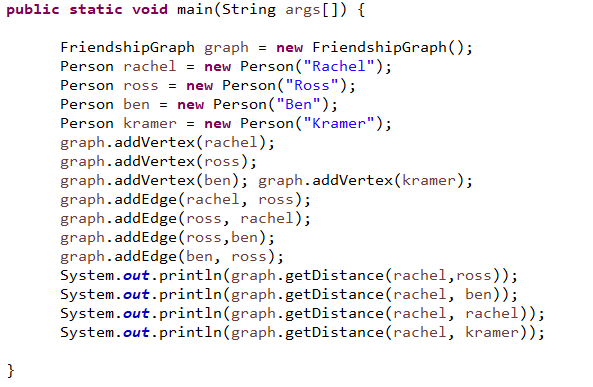 public static void main(String args[]) {
FriendshipGraph graph = new FriendshipGraph();
Person rachel = new Person("Rachel");
Person ross = new Person("Ross");
Person ben = new Person("Ben");
Person kramer = new Person("Kramer");
graph.addVertex(rachel);
graph.addVertex(ross);
graph.addVertex(ben); graph.addVertex(kramer);
graph.addEdge(rachel, ross);
graph.addEdge(ross, rachel);
graph.addEdge(ross,ben);
graph.addEdge(ben, ross);
System.out.println(graph.getDistance(rachel,ross));
System.out.println(graph.getDistance(rachel, ben));
System.out.println(graph.getDistance(rachel, rachel));
System.out.println(graph.getDistance(rachel, kramer));
}